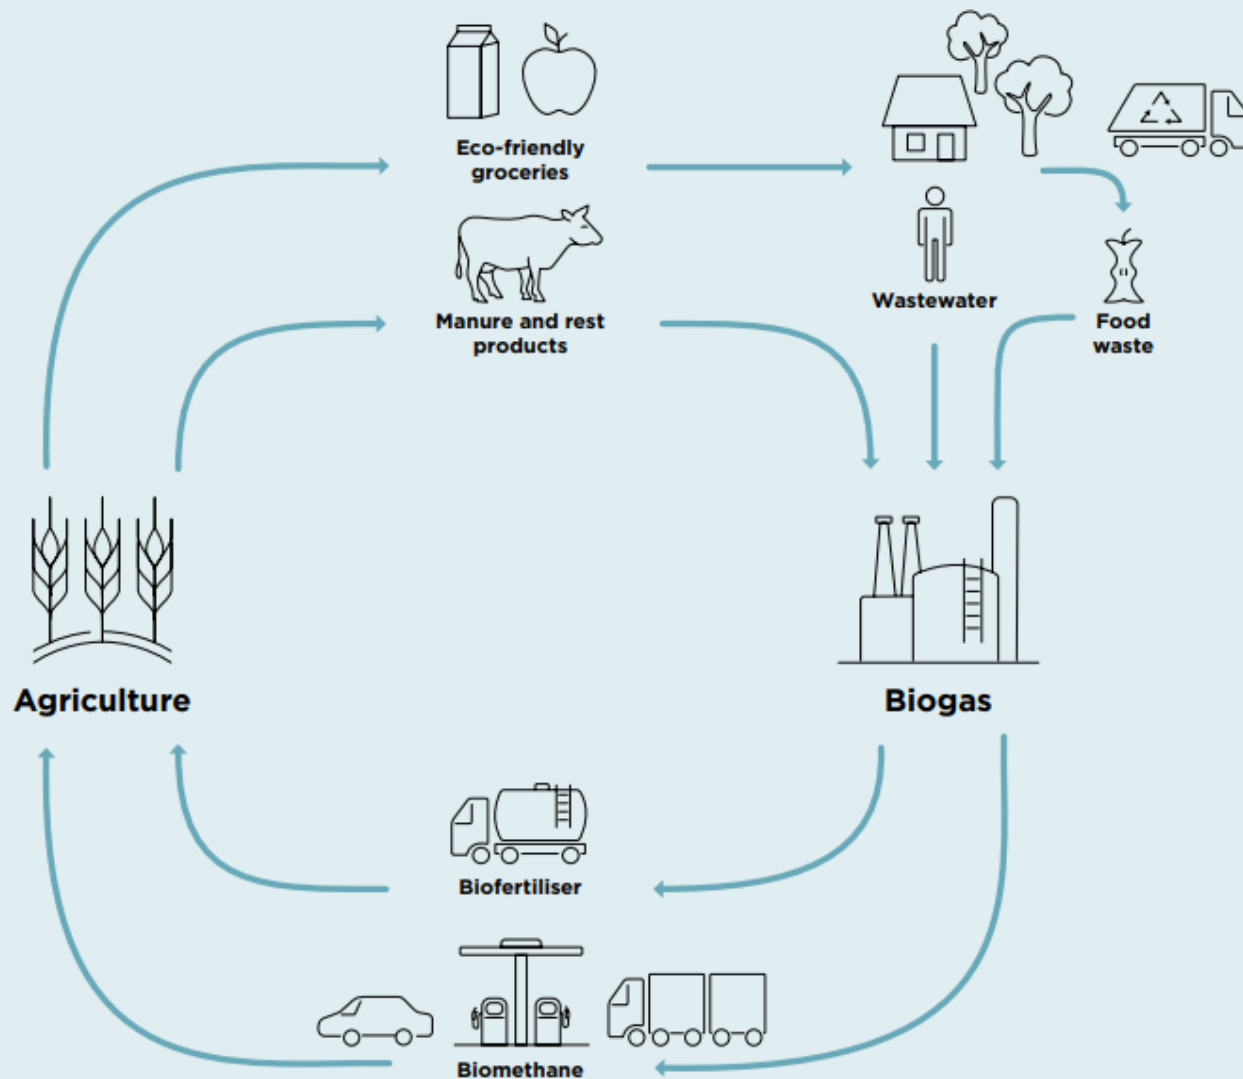 Eco-friendly
groceries
Manure and rest
products
Wastewater
Food
waste
Agriculture
Biogas
Biofertiliser
Biomethane